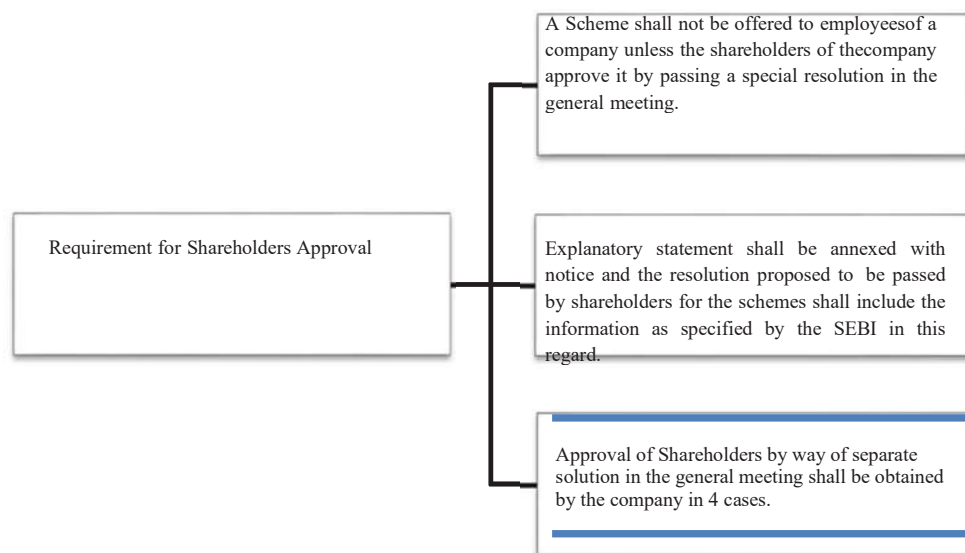 Requirement for Shareholders Approval
A Scheme shall not be offered to employeesof a
company unless the shareholders of thecompany
approve it by passing a special resolution in the
general meeting.
Explanatory statement shall be annexed with
notice and the resolution proposed to be passed
by shareholders for the schemes shall include the
information as specified by the SEBI in this
regard.
Approval of Shareholders by way of separate
solution in the general meeting shall be obtained
by the company in 4 cases.